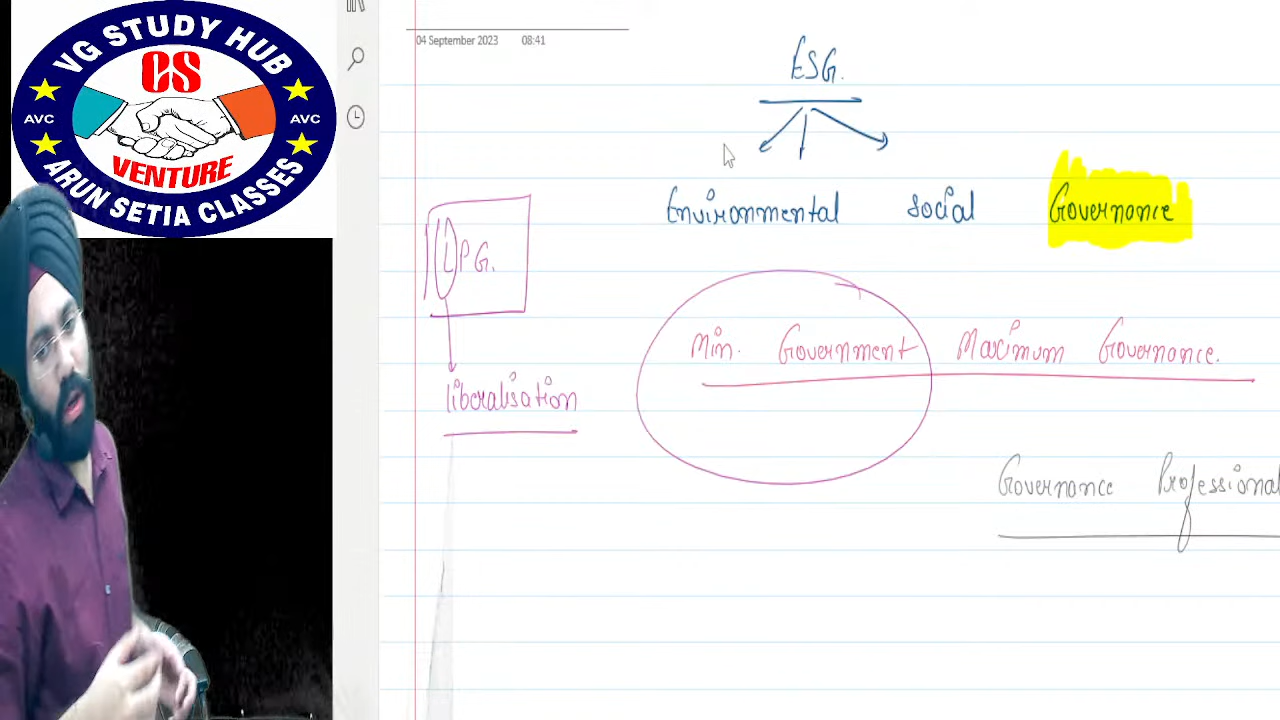 VG STUDY HUB
CS
AVC
AVC
VENTURE
ARUN SETIA CLASSES
04 September 2023 08:41
ESG.
Environmental Social Governance
LPG.
Min. Government Maximum Governance.
liberalisation
Governance Professional